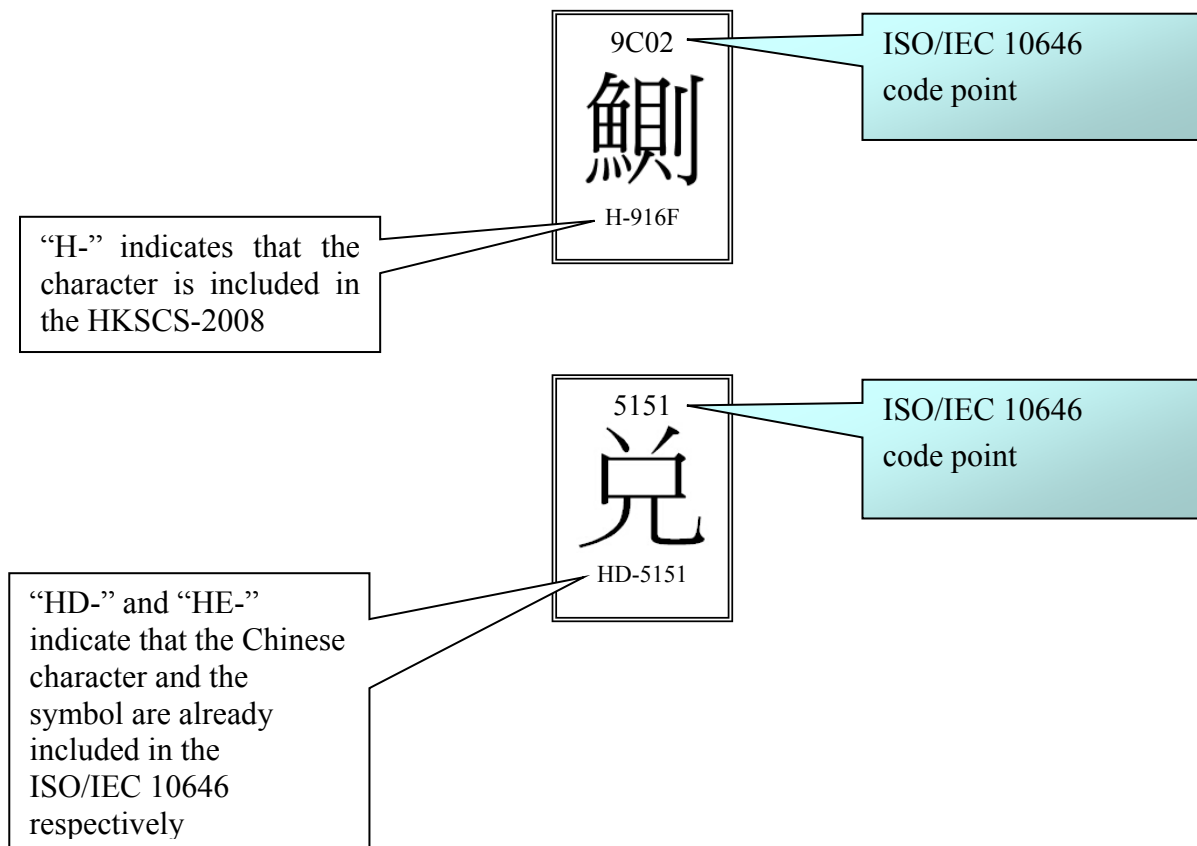 9C02
鰂
H-916F
ISO/IEC 10646
code point
“H-” indicates that the
character is included in
the HKSCS-2008
5151
兑
HD-5151
ISO/IEC 10646
code point
“HD-” and “HE-”
indicate that the Chinese
character and the
symbol are already
included in the
ISO/IEC 10646
respectively